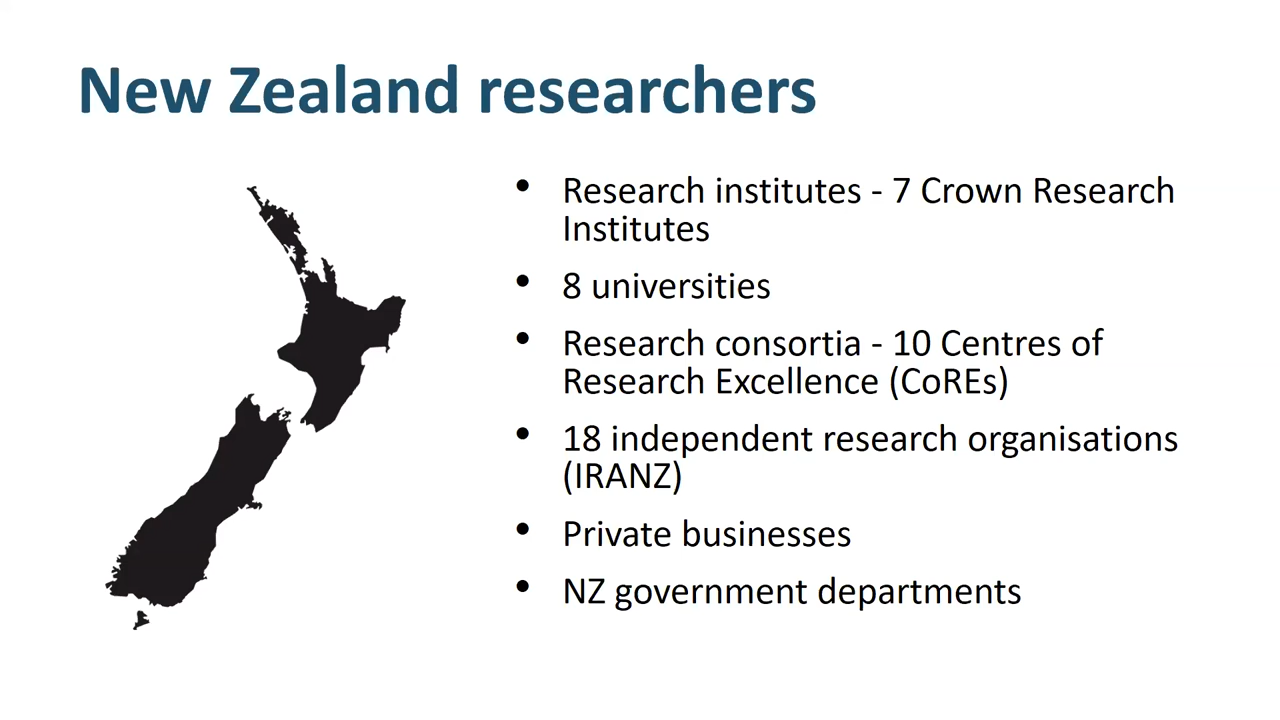 New Zealand researchers
• Research institutes - 7 Crown Research
Institutes
• 8 universities
• Research consortia - 10 Centres of
Research Excellence (CoREs)
• 18 independent research organisations
(IRANZ)
• Private businesses
• NZ government departments